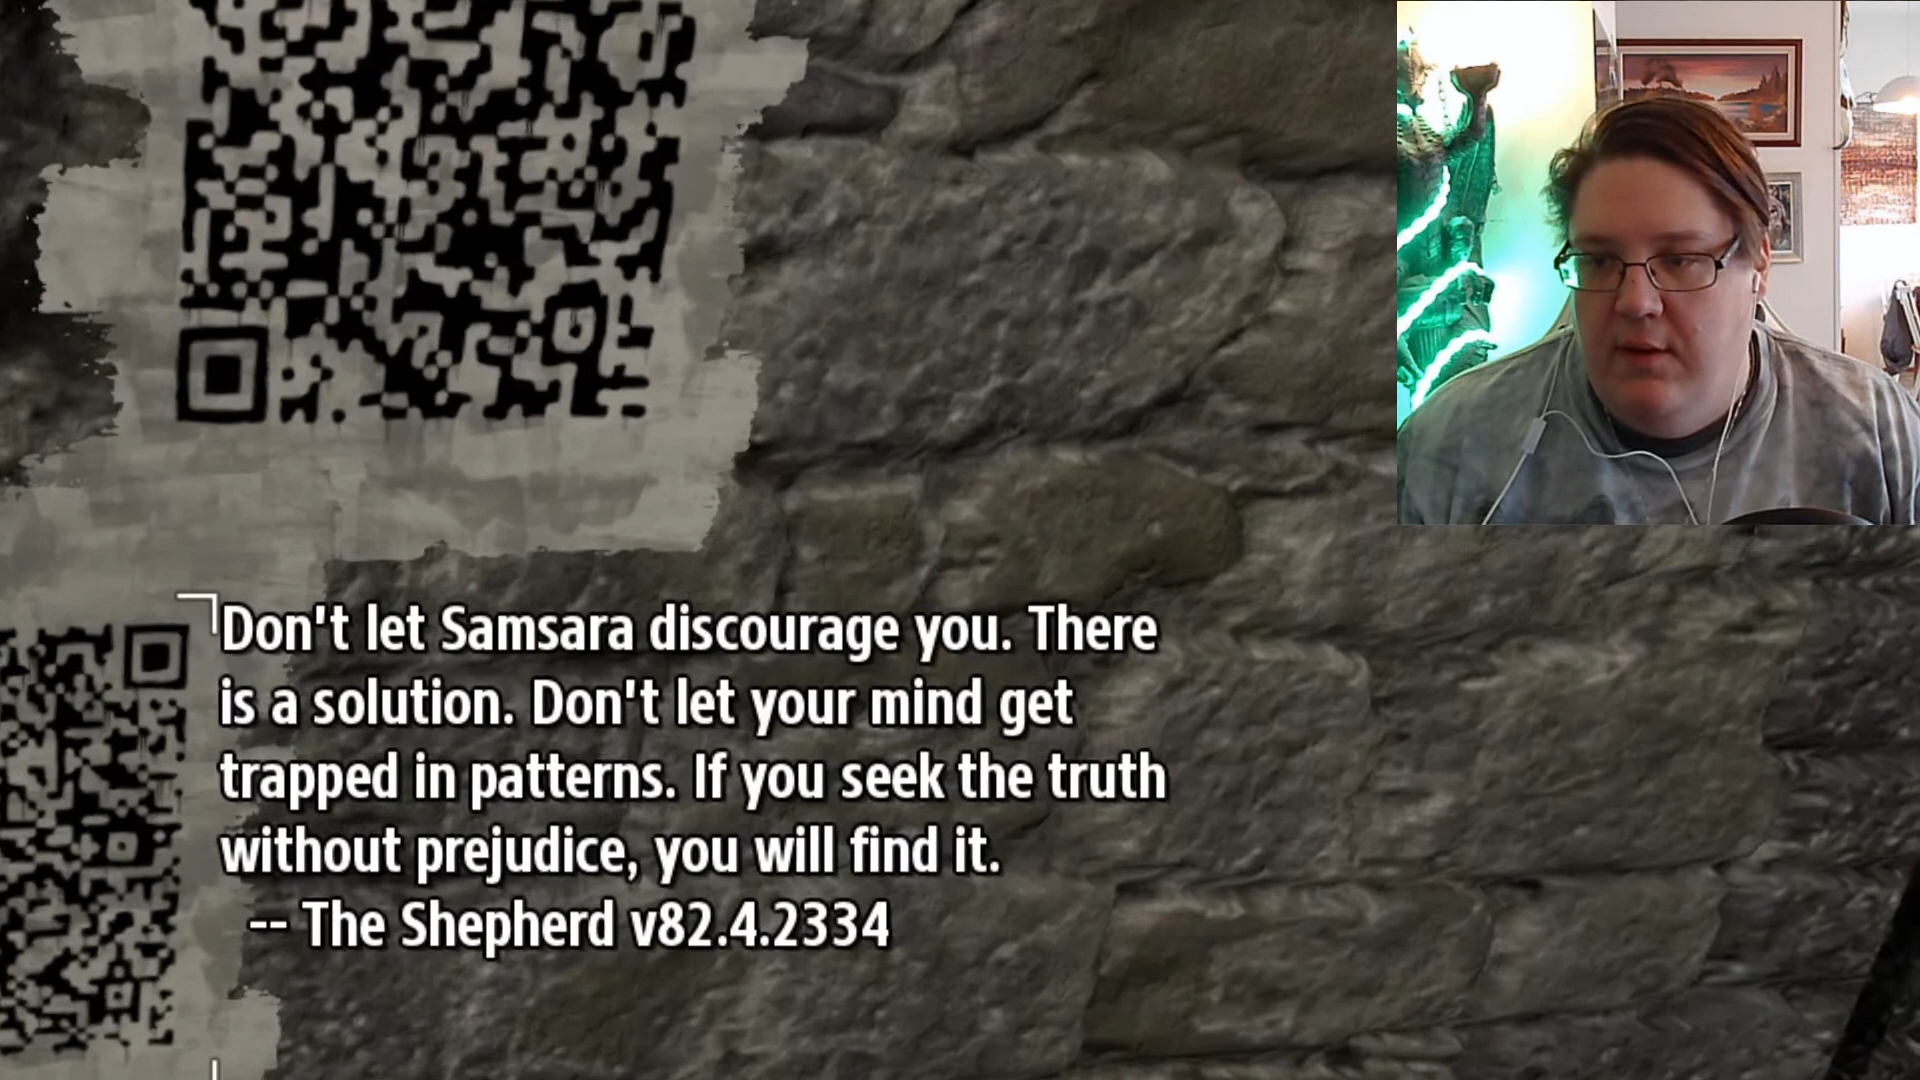 Don't let Samsara discourage you. There
is a solution. Don't let your mind get
trapped in patterns. If you seek the truth
without prejudice, you will find it.
-- The Shepherd v82.4.2334